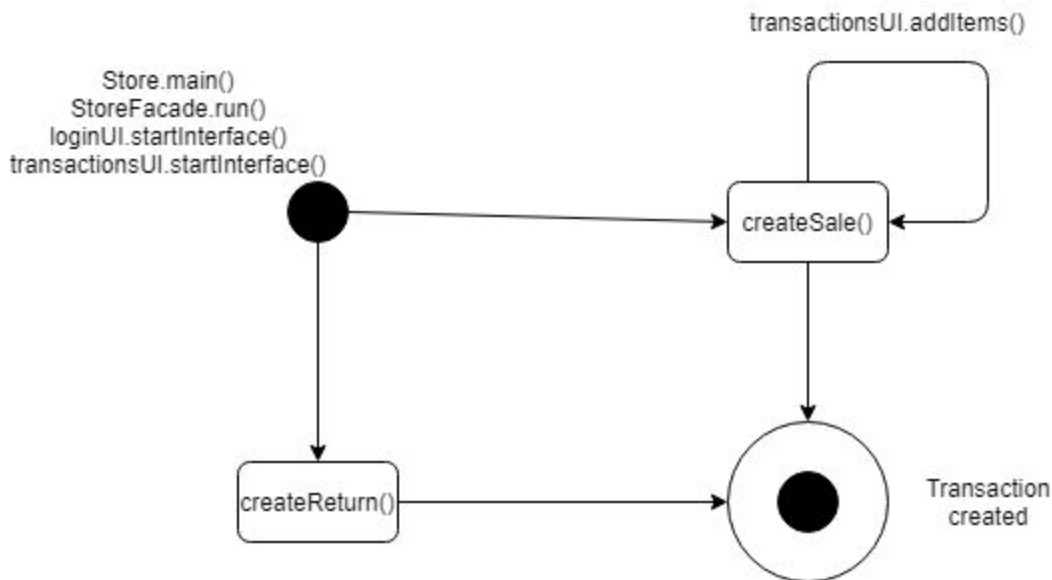 transactionsUI.addItems()
Store.main()
StoreFacade.run()
loginUI.startInterface()
transactionsUI.startInterface()
createSale()
createReturn()
Transaction
created